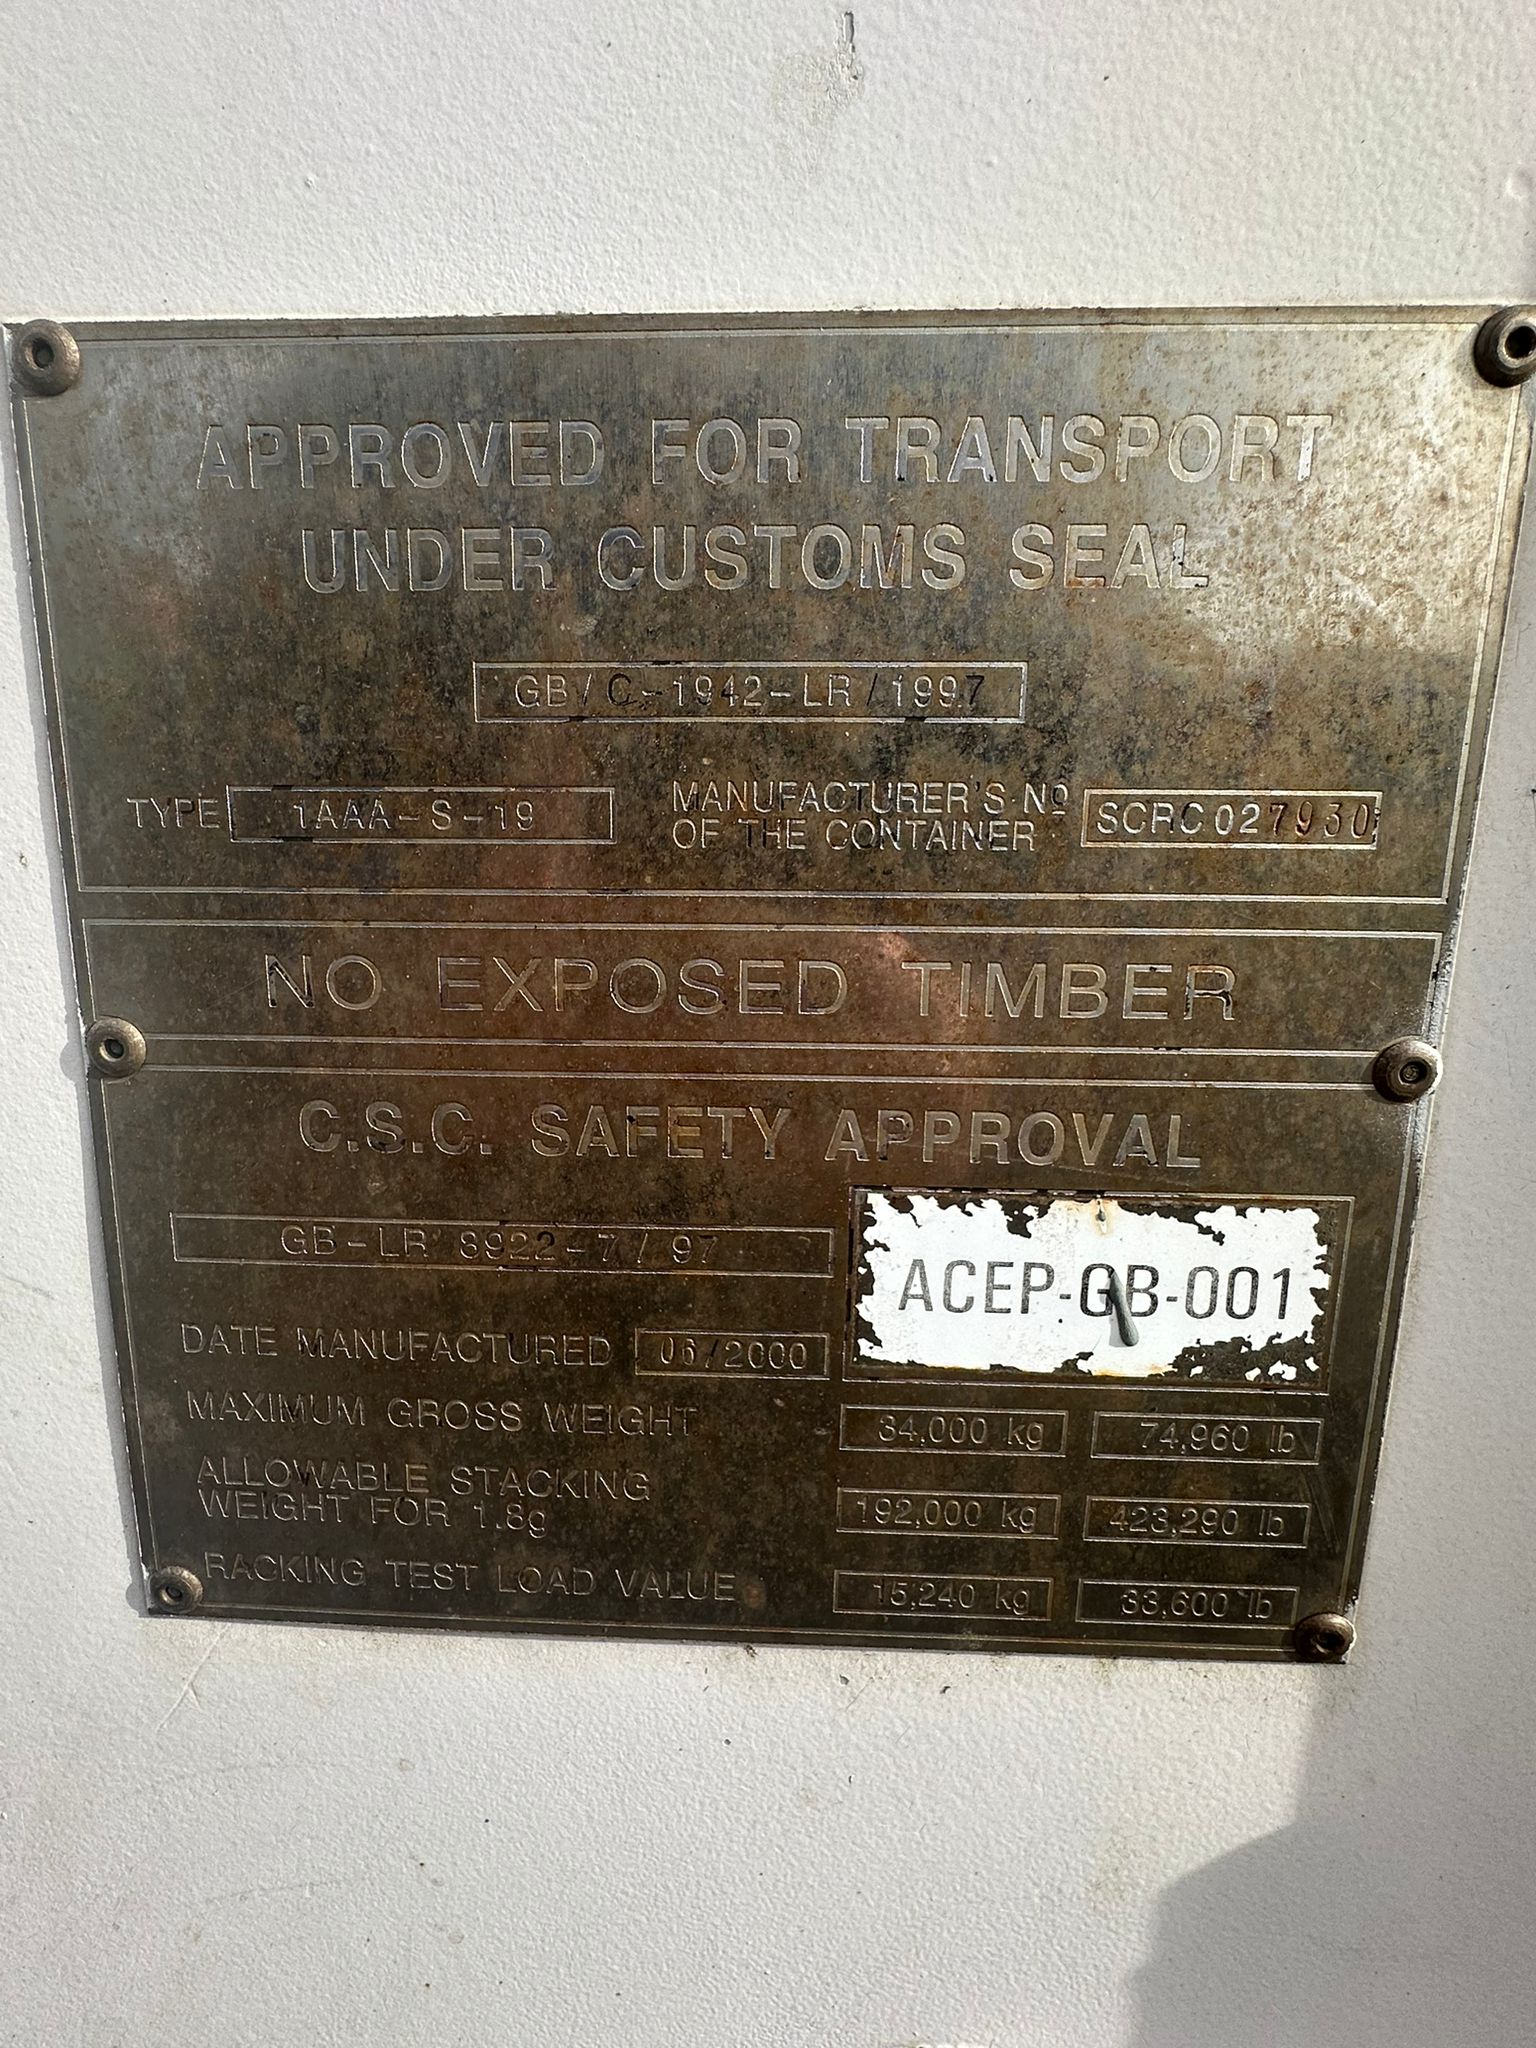 APPROVED FOR TRANSPORT
UNDER CUSTOMS SEAL
GB/C-1942-LR/1997
TYPE 1AAA-S-19
MANUFACTURER'S Nº
OF THE CONTAINER
SCRC027930
NO EXPOSED TIMBER
C.S.C. SAFETY APPROVAL
GB-LR 8922-7/97
ACEP-GB-001
DATE MANUFACTURED 06/2000
MAXIMUM GROSS WEIGHT 34,000 kg 74,960 lb
ALLOWABLE STACKING
WEIGHT FOR 1.8g 192,000 kg 423,290 lb
RACKING TEST LOAD VALUE 15,240 kg 33,600 lb